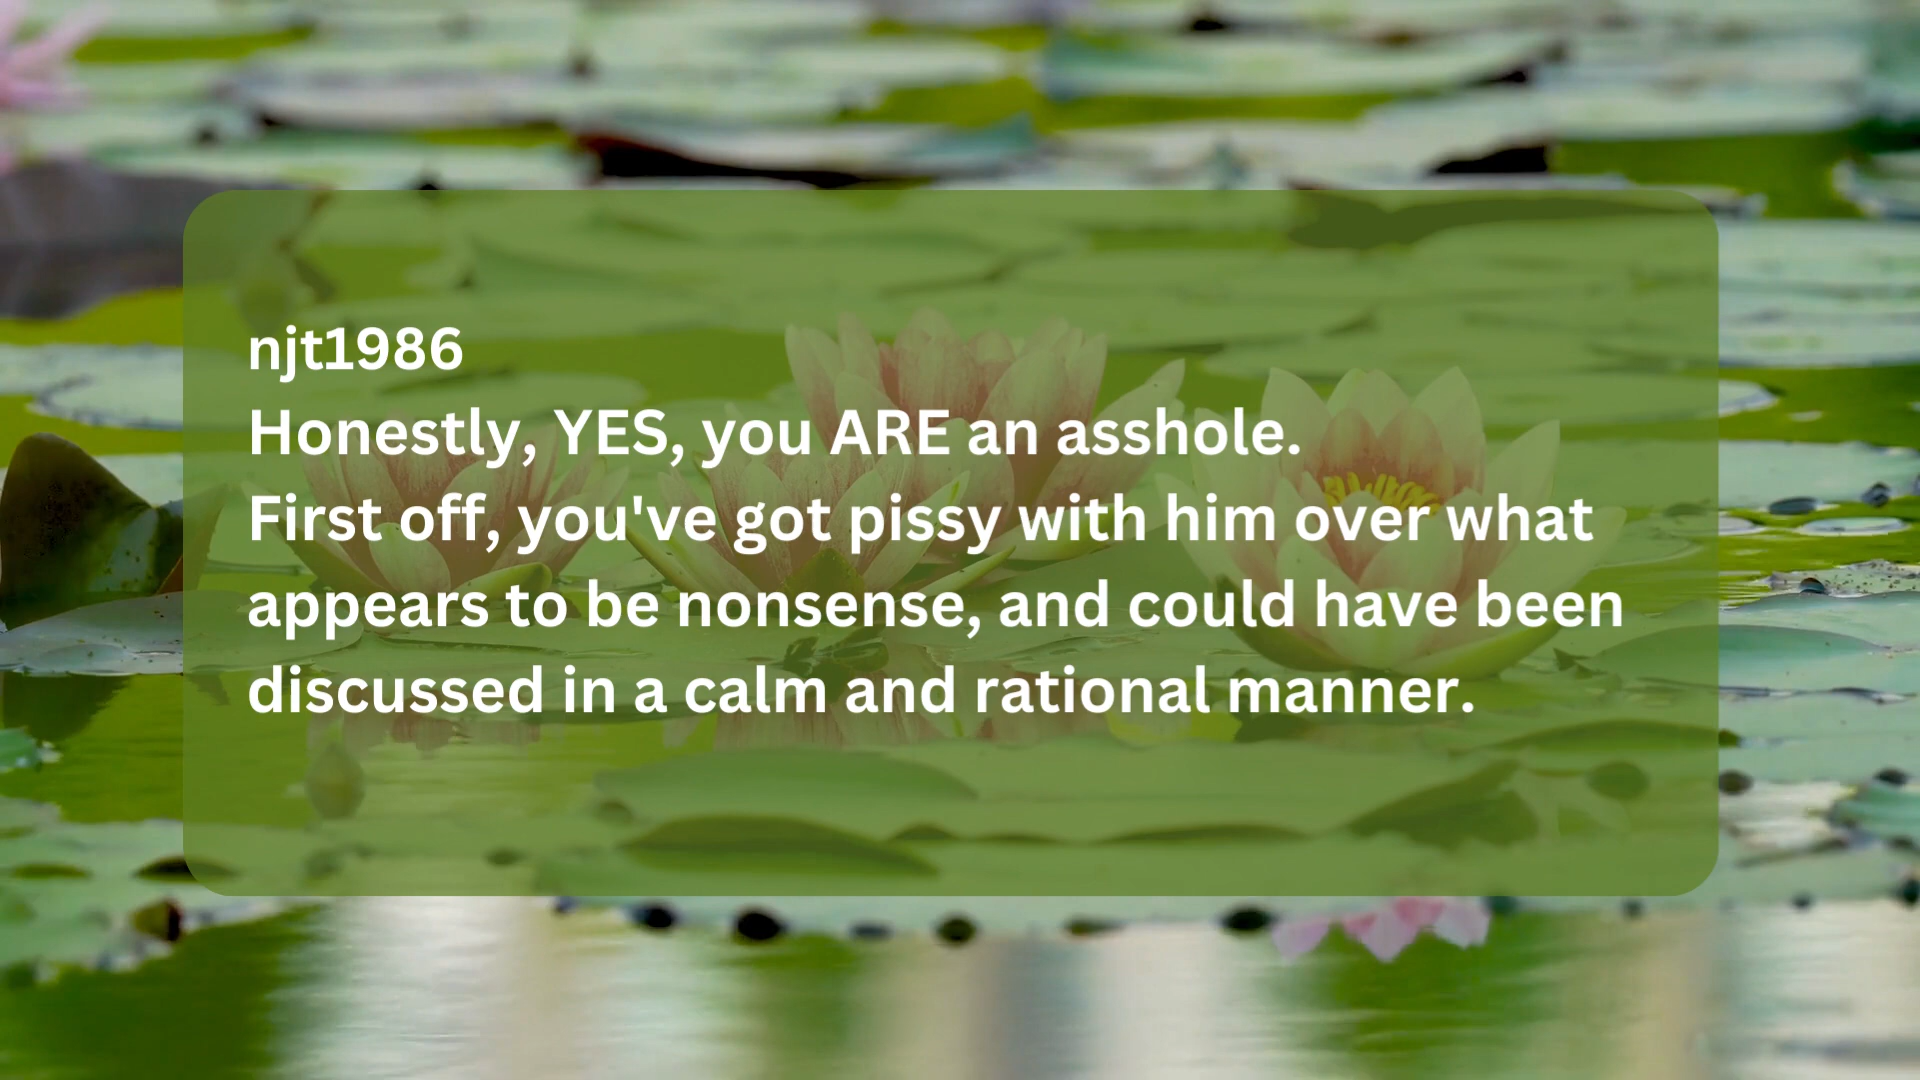 njt1986
Honestly, YES, you ARE an asshole.
First off, you've got pissy with him over what
appears to be nonsense, and could have been
discussed in a calm and rational manner.